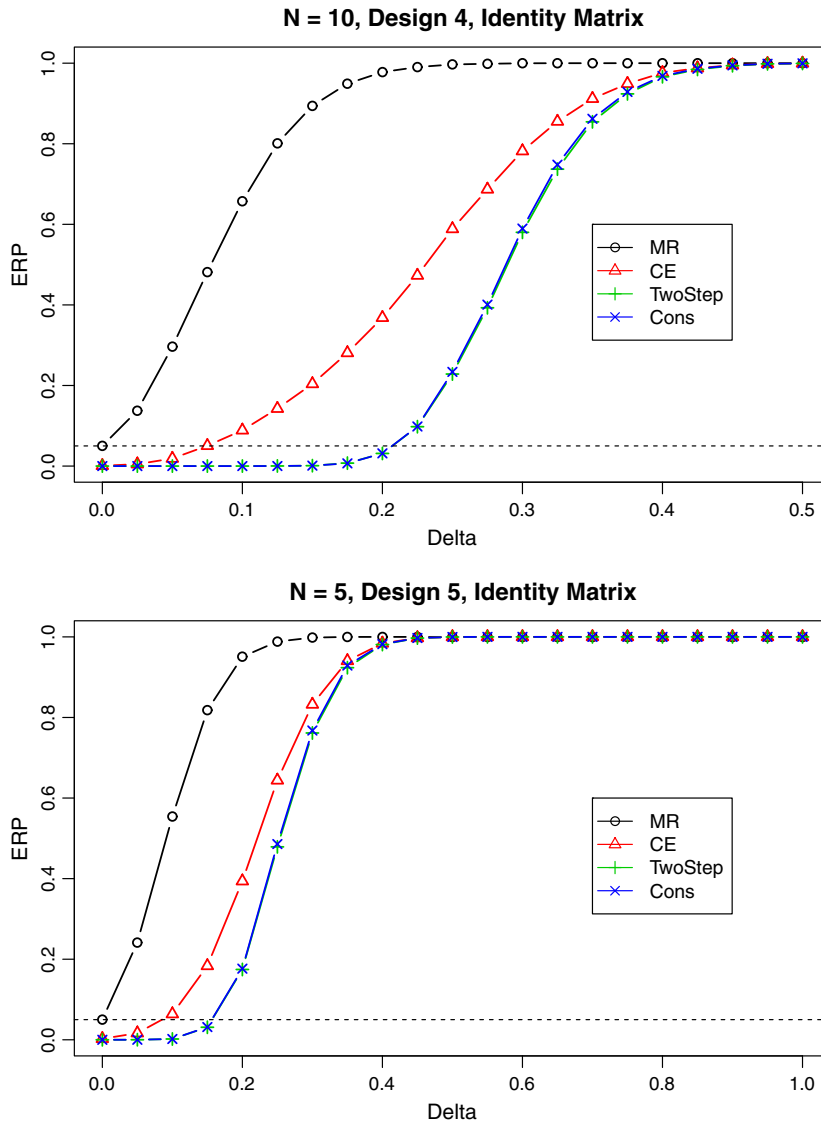 N = 10, Design 4, Identity Matrix
ERP
1.0
0.8
0.6
0.4
0.2
0.0
MR
CE
TwoStep
Cons
0.0 0.1 0.2 0.3 0.4 0.5
Delta
N = 5, Design 5, Identity Matrix
ERP
1.0
0.8
0.6
0.4
0.2
0.0
MR
CE
TwoStep
Cons
0.0 0.2 0.4 0.6 0.8 1.0
Delta